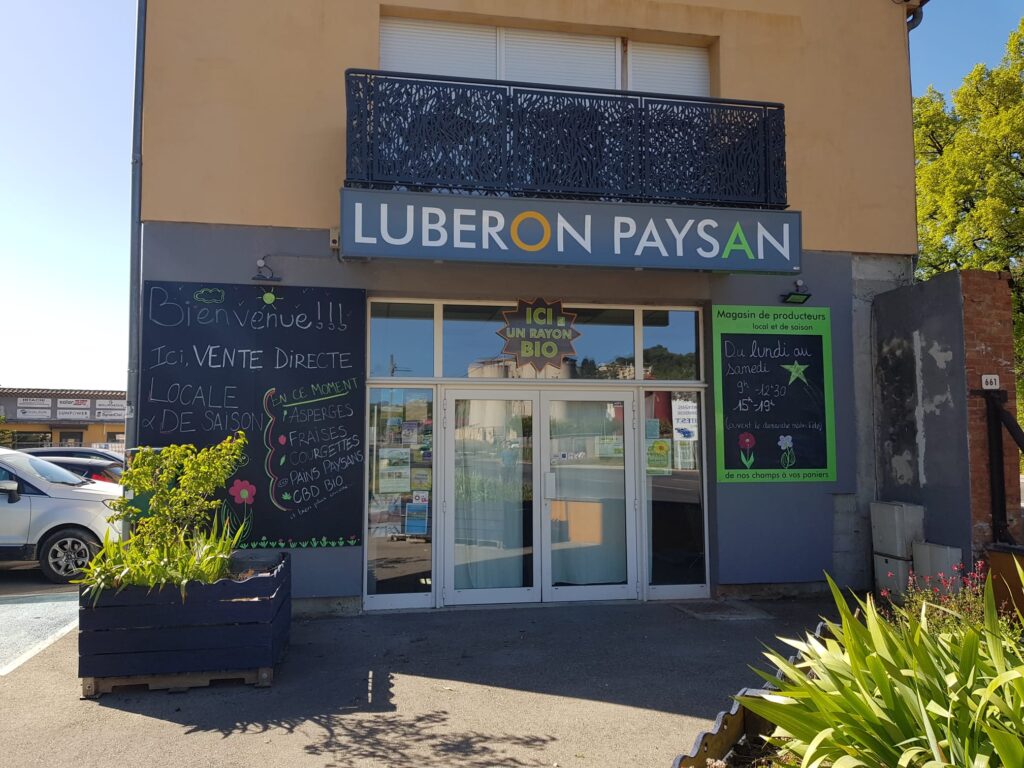 LUBERON PAYSAN
Bienvenue!!!
Ici, VENTE DIRECTE
LOCALE
& DE SAISON
EN CE MOMENT
ASPERGES
FRAISES
COURGETTES
PAINS PAYSANS
CBD BIO
ICI
UN RAYON
BIO
Magasin de producteurs
local et de saison
Du lundi au
Samedi
9h -12h30
15h-19h
de nos champs à vos paniers
661
HITACHI
SUNPOWER